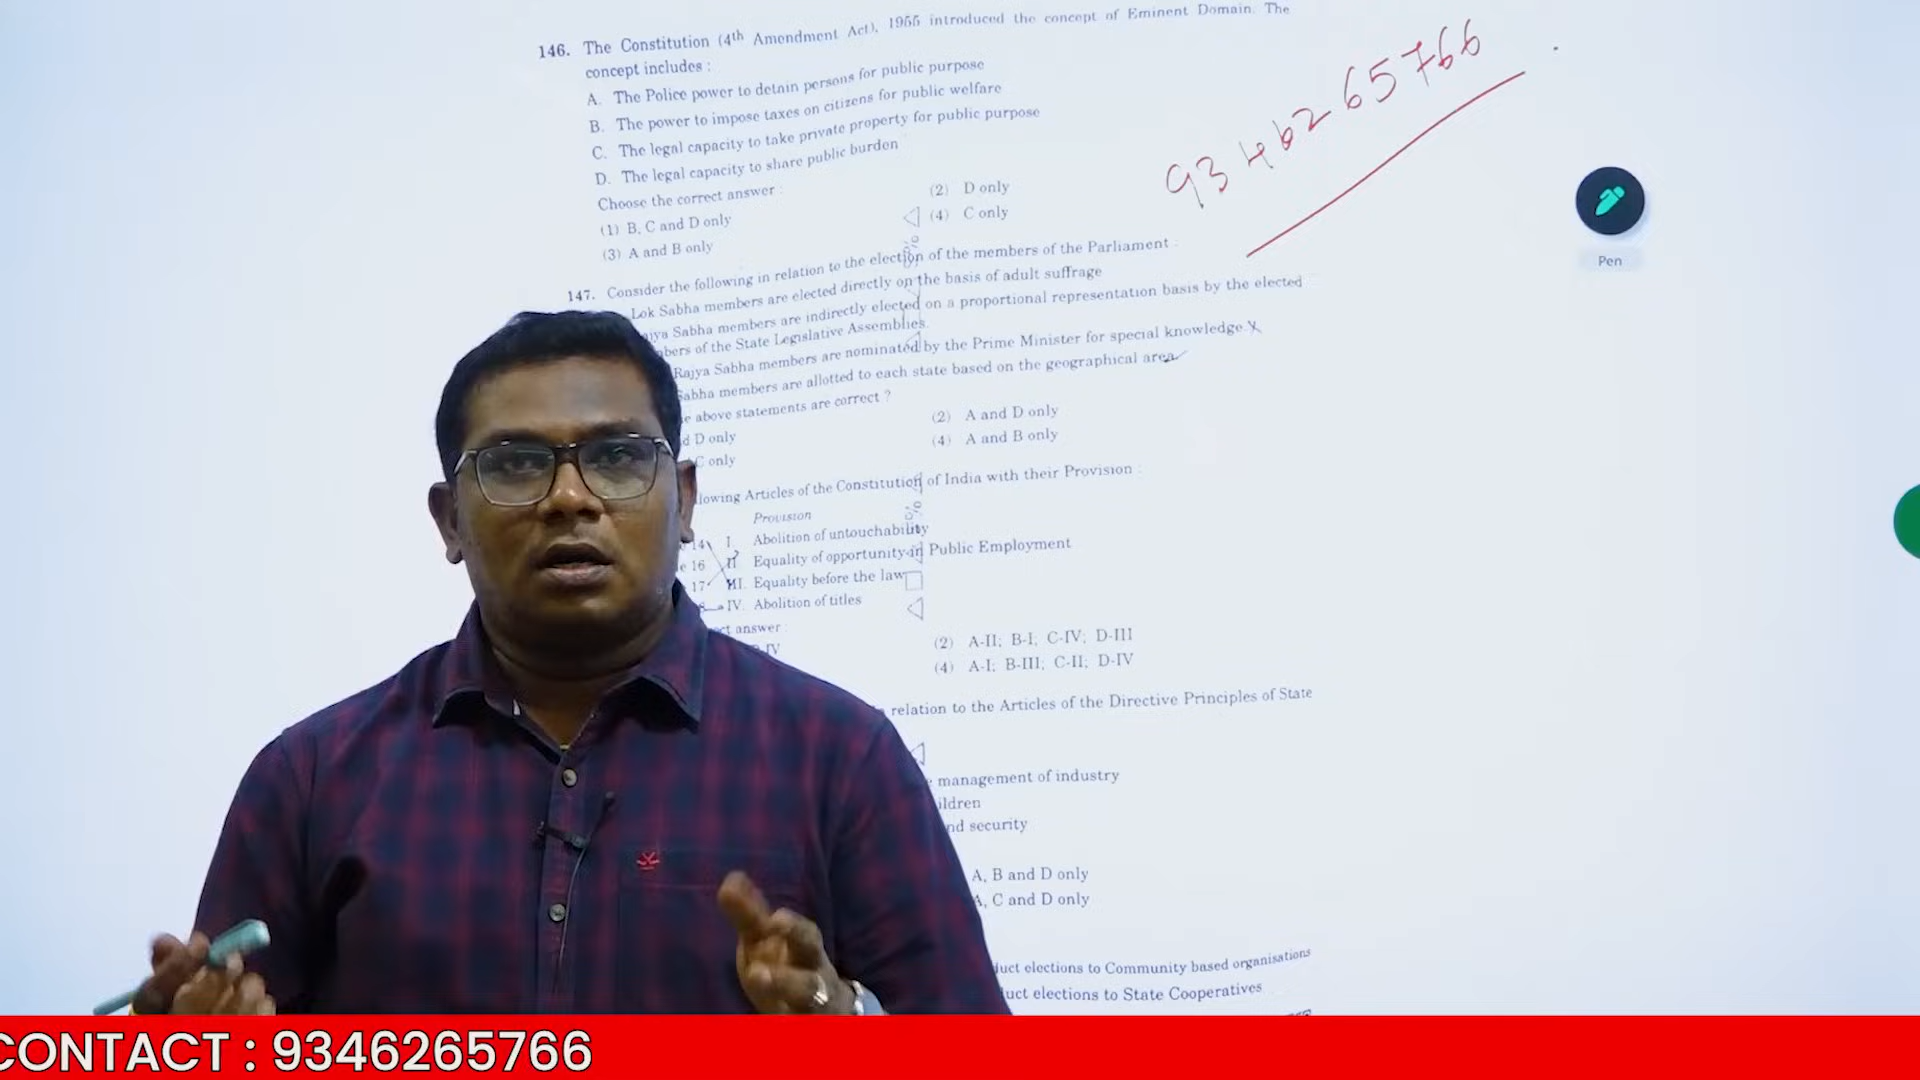 146. The Constitution (4th Amendment Act), 1955 introduced the concept of Eminent Domain. The
concept includes :
A. The Police power to detain persons for public purpose
B. The power to impose taxes on citizens for public welfare
C. The legal capacity to take private property for public purpose
D. The legal capacity to share public burden
Choose the correct answer :
(1) B, C and D only (2) D only
(3) A and B only (4) C only
9346265766
Pen
147. Consider the following in relation to the election of the members of the Parliament :
Lok Sabha members are elected directly on the basis of adult suffrage
Sabha members are indirectly elected on a proportional representation basis by the elected
of the State Legislative Assemblies.
Rajya Sabha members are nominated by the Prime Minister for special knowledge. X
members are allotted to each state based on the geographical area
above statements are correct ?
D only (2) A and D only
C only (4) A and B only
Articles of the Constitution of India with their Provision :
Provision
14 I. Abolition of untouchability
16 II Equality of opportunity in Public Employment
17 III. Equality before the law
IV. Abolition of titles
answer :
IV (2) A-II; B-I; C-IV; D-III
(4) A-I; B-III; C-II; D-IV
relation to the Articles of the Directive Principles of State
management of industry
security
A, B and D only
A, C and D only
elections to Community based organisations
elections to State Cooperatives
CONTACT : 9346265766